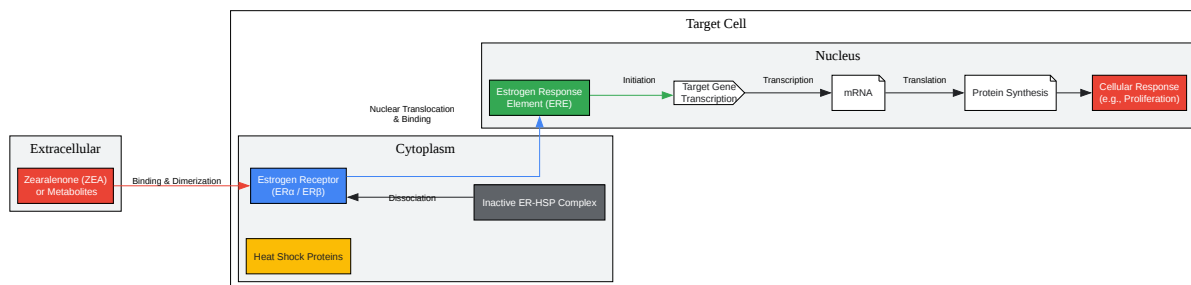 Target Cell
Nucleus
Estrogen Response
Element (ERE)
Initiation
Target Gene
Transcription
Transcription
mRNA
Translation
Protein Synthesis
Cellular Response
(e.g., Proliferation)
Nuclear Translocation
& Binding
Extracellular
Zearalenone (ZEA)
or Metabolites
Binding & Dimerization
Cytoplasm
Estrogen Receptor
(ERα / ERβ)
Dissociation
Inactive ER-HSP Complex
Heat Shock Proteins